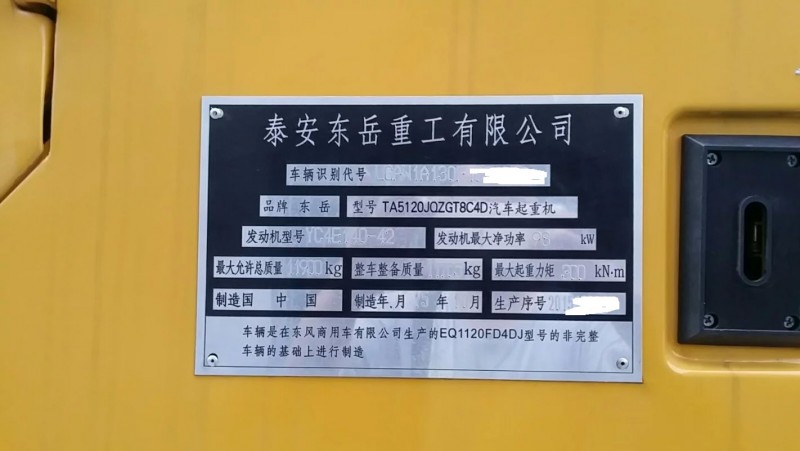 泰安东岳重工有限公司
车辆识别代号 LGAN1A130
品牌 东岳 型号 TA5120JQZGT8C4D汽车起重机
发动机型号 YC4E140-42 发动机最大净功率 kW
最大允许总质量 11900 kg 整车整备质量 kg 最大起重力矩 kN·m
制造国 中国 制造年.月 年 月 生产序号 2015
车辆是在东风商用车有限公司生产的EQ1120FD4DJ型号的非完整
车辆的基础上进行制造